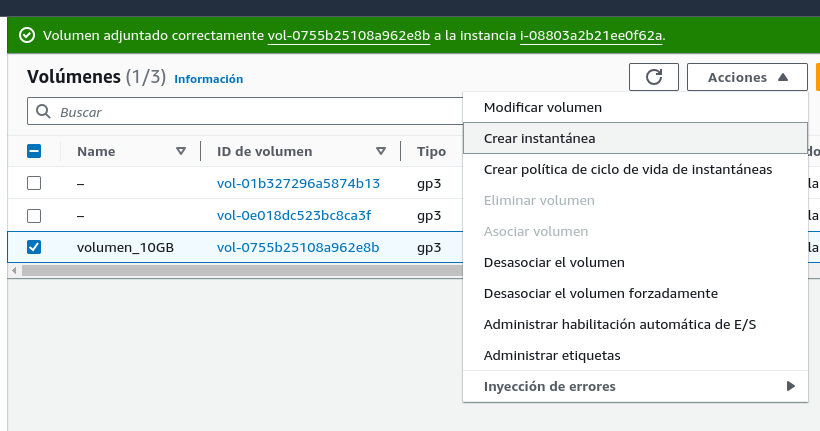 Volumen adjuntado correctamente vol-0755b25108a962e8b a la instancia i-08803a2b21ee0f62a.
Volúmenes (1/3) Información
Acciones
Buscar
Modificar volumen
Crear instantánea
Crear política de ciclo de vida de instantáneas
Eliminar volumen
Asociar volumen
Desasociar el volumen
Desasociar el volumen forzadamente
Administrar habilitación automática de E/S
Administrar etiquetas
Inyección de errores
Name ID de volumen Tipo
– vol-01b327296a5874b13 gp3
– vol-0e018dc523bc8ca3f gp3
volumen_10GB vol-0755b25108a962e8b gp3